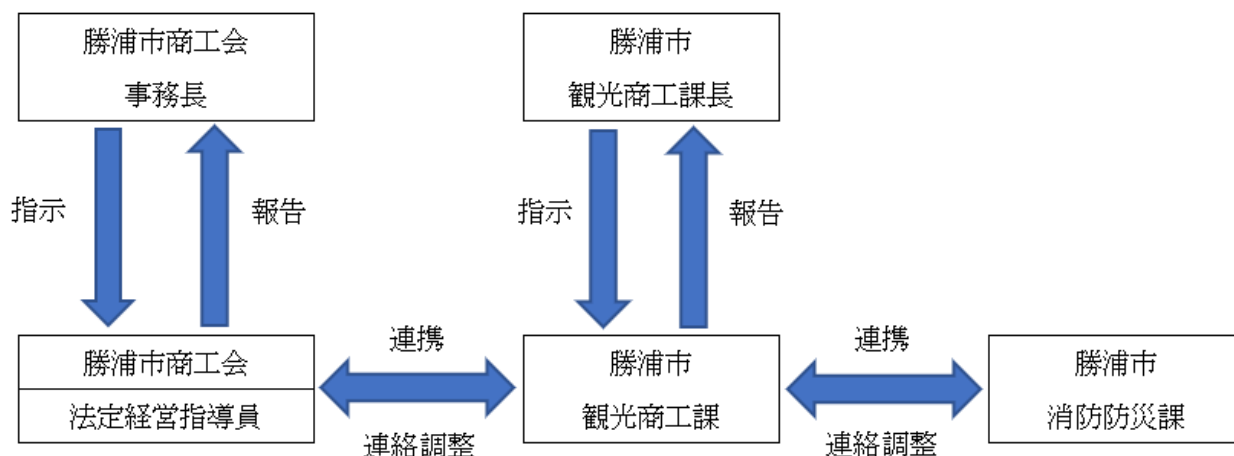 勝浦市商工会
事務長
勝浦市
観光商工課長
指示
報告
指示
報告
勝浦市商工会
法定経営指導員
連携
連絡調整
勝浦市
観光商工課
連携
連絡調整
勝浦市
消防防災課